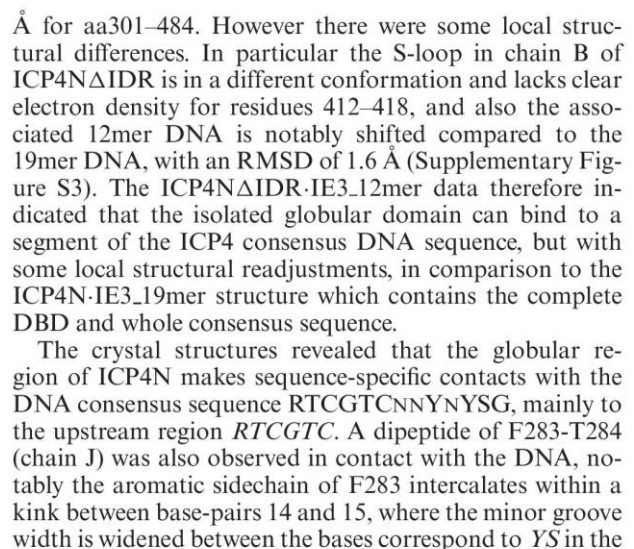 Å for aa301–484. However there were some local struc-
tural differences. In particular the S-loop in chain B of
ICP4NΔIDR is in a different conformation and lacks clear
electron density for residues 412–418, and also the asso-
ciated 12mer DNA is notably shifted compared to the
19mer DNA, with an RMSD of 1.6 Å (Supplementary Fig-
ure S3). The ICP4NΔIDR·IE3_12mer data therefore in-
dicated that the isolated globular domain can bind to a
segment of the ICP4 consensus DNA sequence, but with
some local structural readjustments, in comparison to the
ICP4N·IE3_19mer structure which contains the complete
DBD and whole consensus sequence.
The crystal structures revealed that the globular re-
gion of ICP4N makes sequence-specific contacts with the
DNA consensus sequence RTCGTCNNYNYSG, mainly to
the upstream region RTCGTC. A dipeptide of F283-T284
(chain J) was also observed in contact with the DNA, no-
tably the aromatic sidechain of F283 intercalates within a
kink between base-pairs 14 and 15, where the minor groove
width is widened between the bases correspond to YS in the